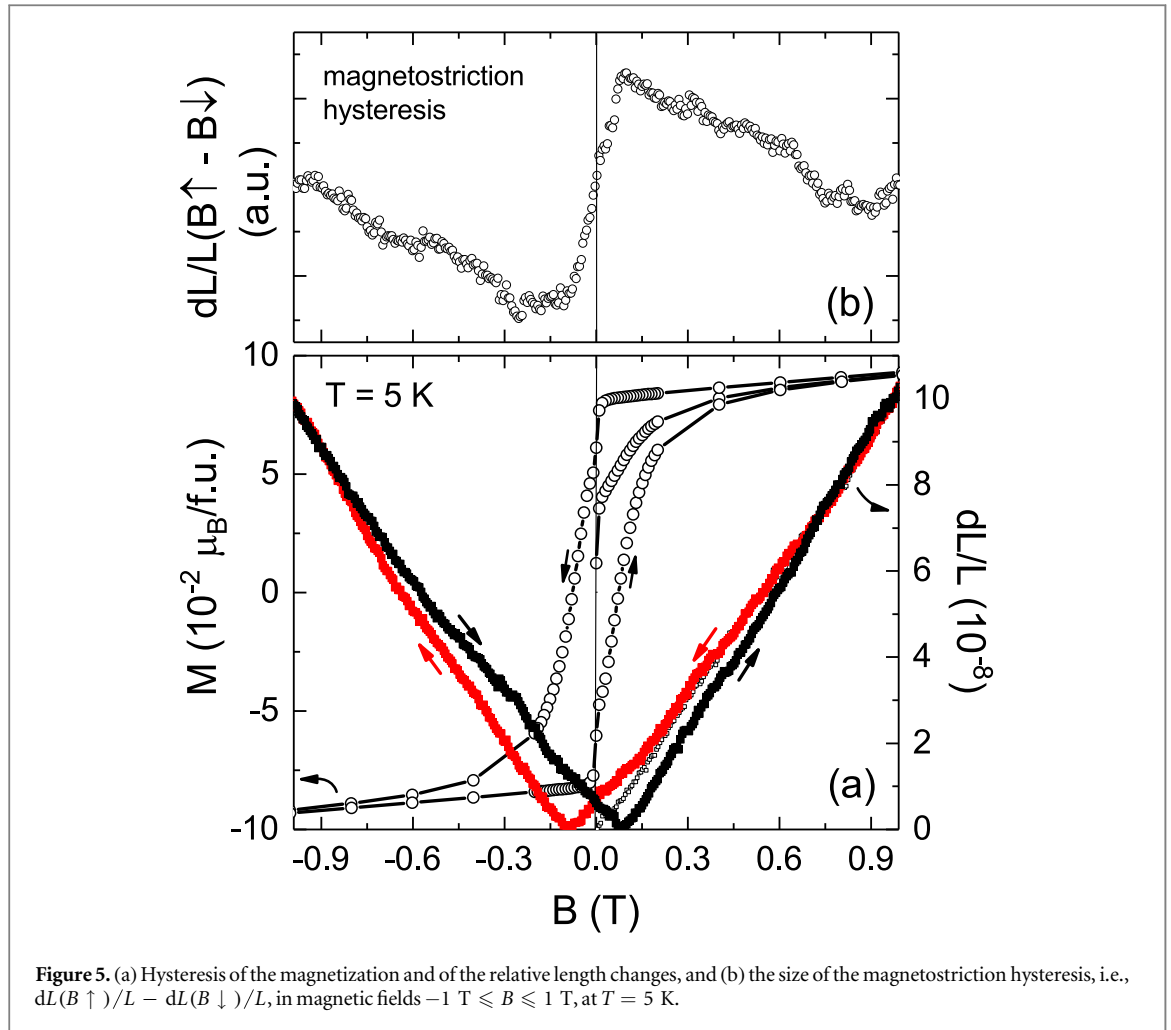 magnetostriction
hysteresis
dL/L(B↑ - B↓)
(a.u.)
(b)
T = 5 K
10
5
0
-5
-10
M (10⁻² μ_B/f.u.)
10
8
6
4
2
0
dL/L (10⁻⁸)
(a)
-0.9 -0.6 -0.3 0.0 0.3 0.6 0.9
B (T)
Figure 5. (a) Hysteresis of the magnetization and of the relative length changes, and (b) the size of the magnetostriction hysteresis, i.e.,
dL(B ↑)/L − dL(B ↓)/L, in magnetic fields −1 T ⩽ B ⩽ 1 T, at T = 5 K.